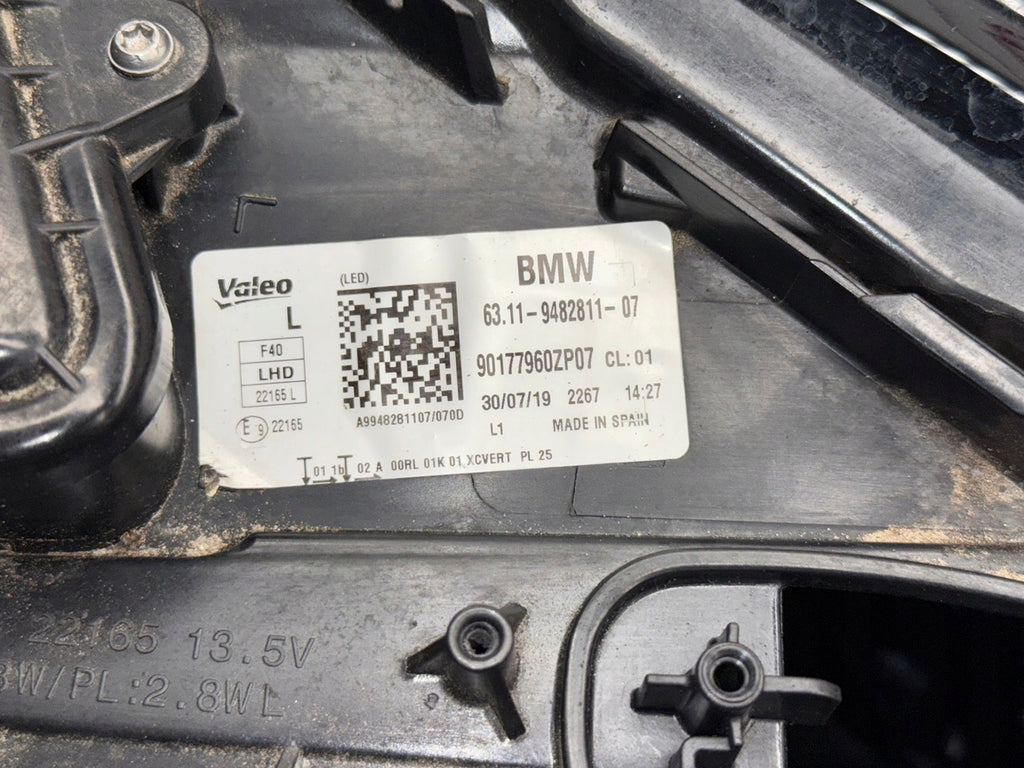 Valeo
(LED)
BMW
L
63.11-9482811-07
F40
LHD
22165 L
90177960ZP07 CL:01
30/07/19 2267 14:27
A9948281107/070D
E9 22165
L1 MADE IN SPAIN
01 1b 02 A 00RL 01K 01 XCVERT PL 25
22165 13.5V
W/PL:2.8WL